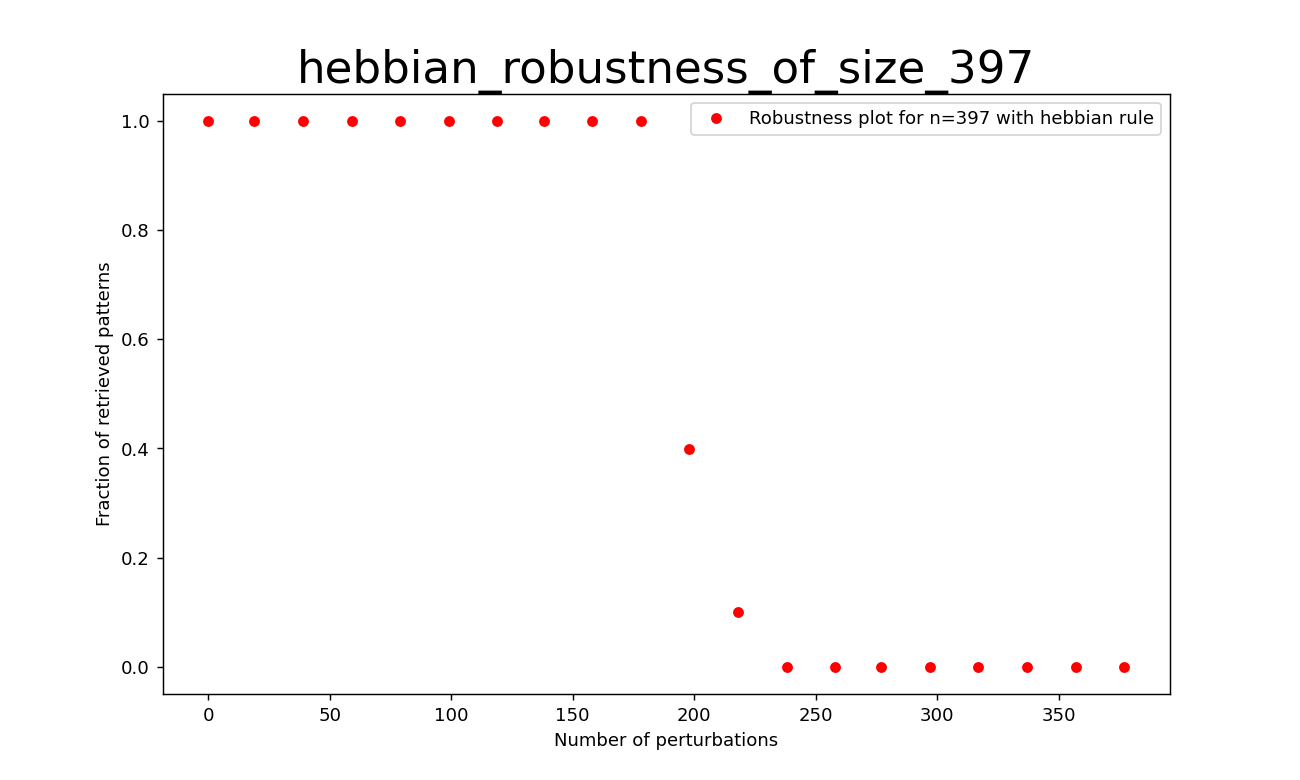 hebbian_robustness_of_size_397
Robustness plot for n=397 with hebbian rule
1.0
0.8
0.6
0.4
0.2
0.0
Fraction of retrieved patterns
0 50 100 150 200 250 300 350
Number of perturbations